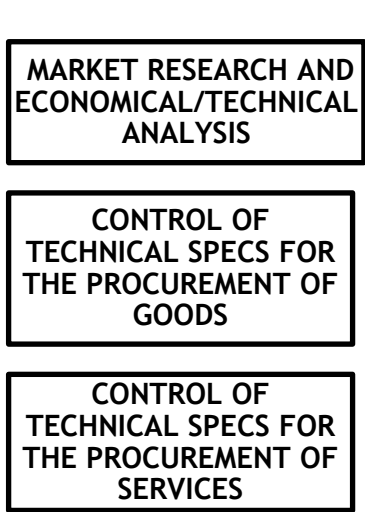 MARKET RESEARCH AND
ECONOMICAL/TECHNICAL
ANALYSIS
CONTROL OF
TECHNICAL SPECS FOR
THE PROCUREMENT OF
GOODS
CONTROL OF
TECHNICAL SPECS FOR
THE PROCUREMENT OF
SERVICES